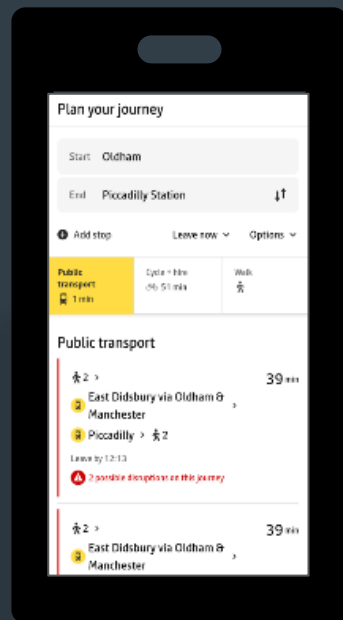 Plan your journey
Start Oldham
End Piccadilly Station
Add stop Leave now Options
Public transport
1 min
Cycle + hire
51 min
Walk
Public transport
2
39 min
East Didsbury via Oldham &
Manchester
Piccadilly > 2
Leave by 12:13
2 possible disruptions on this journey
2
39 min
East Didsbury via Oldham &
Manchester